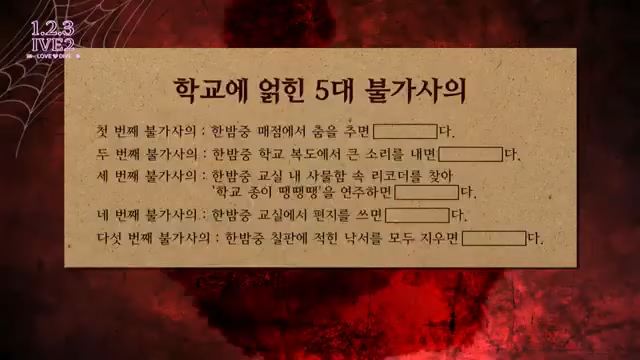 1.2.3
IVE2
LOVE♥DIVE
학교에 얽힌 5대 불가사의
첫 번째 불가사의 : 한밤중 매점에서 춤을 추면 다.
두 번째 불가사의 : 한밤중 학교 복도에서 큰 소리를 내면 다.
세 번째 불가사의 : 한밤중 교실 내 사물함 속 리코더를 찾아
'학교 종이 땡땡땡'을 연주하면 다.
네 번째 불가사의 : 한밤중 교실에서 편지를 쓰면 다.
다섯 번째 불가사의 : 한밤중 칠판에 적힌 낙서를 모두 지우면 다.